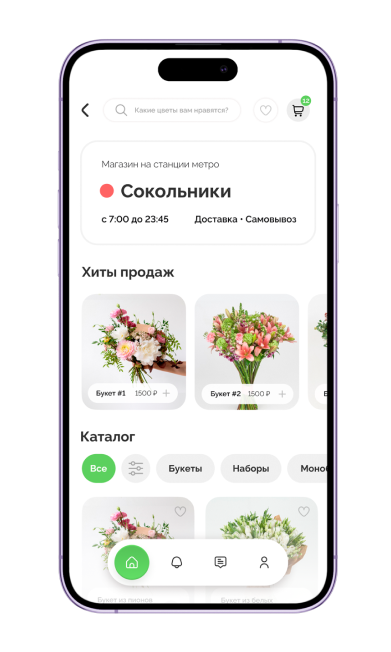 Какие цветы вам нравятся?
12
Магазин на станции метро
Сокольники
с 7:00 до 23:45 Доставка • Самовывоз
Хиты продаж
Букет #1 1500 ₽ +
Букет #2 1500 ₽ +
Б
Каталог
Все Букеты Наборы Моноб
Букет из пионов Букет из белых